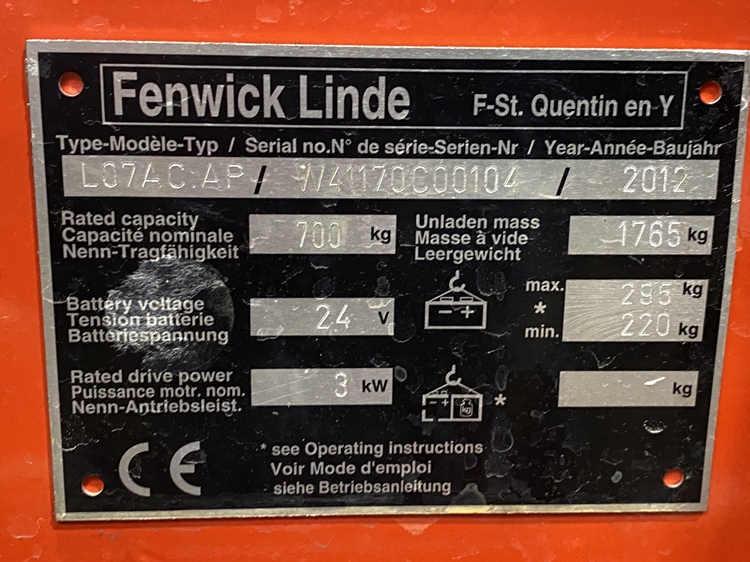 Fenwick Linde F-St. Quentin en Y
Type-Modèle-Typ / Serial no.N° de série-Serien-Nr / Year-Année-Baujahr
L07AC.AP / W41170C00104 / 2012
Rated capacity
Capacité nominale
Nenn-Tragfähigkeit
700 kg
Unladen mass
Masse à vide
Leergewicht
1765 kg
Battery voltage
Tension batterie
Batteriespannung
24 V
- +
max. 295 kg
*
min. 220 kg
Rated drive power
Puissance motr. nom.
Nenn-Antriebsleist.
3 kW
- + kg *
- kg
CE
* see Operating instructions
Voir Mode d'emploi
siehe Betriebsanleitung